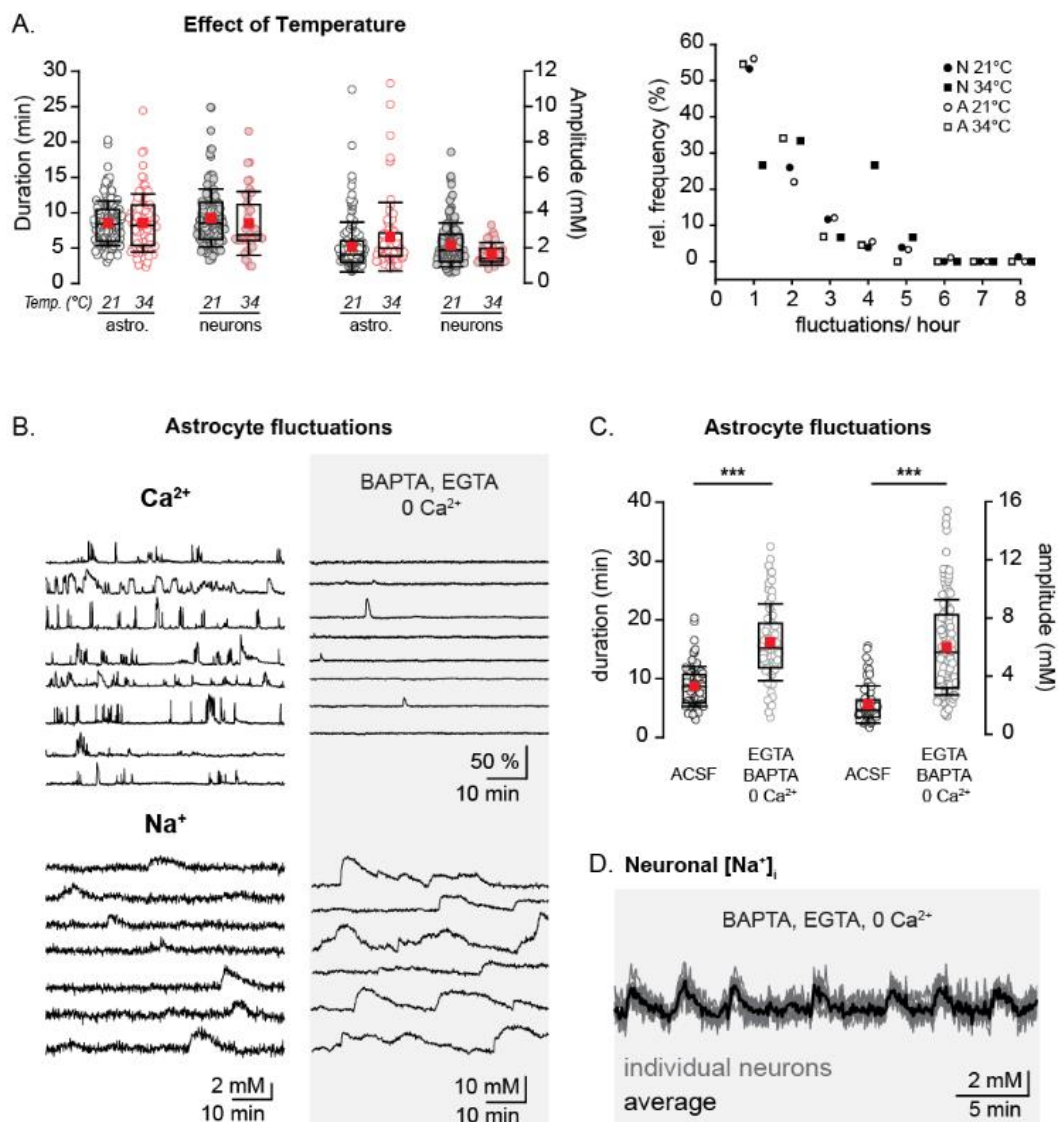 A.
Effect of Temperature
30
25
20
15
10
5
0
Duration (min)
12
10
8
6
4
2
0
Amplitude (mM)
Temp. (°C) 21 34 21 34 21 34 21 34
astro. neurons astro. neurons
60
50
40
30
20
10
0
rel. frequency (%)
N 21°C
N 34°C
A 21°C
A 34°C
0 1 2 3 4 5 6 7 8
fluctuations/ hour
B.
Astrocyte fluctuations
Ca²⁺
BAPTA, EGTA
0 Ca²⁺
50 %
10 min
Na⁺
2 mM
10 min
10 mM
10 min
C.
Astrocyte fluctuations
*** ***
40
30
20
10
0
duration (min)
16
12
8
4
0
amplitude (mM)
ACSF EGTA BAPTA 0 Ca²⁺ ACSF EGTA BAPTA 0 Ca²⁺
D. Neuronal [Na⁺]ᵢ
BAPTA, EGTA, 0 Ca²⁺
individual neurons
average
2 mM
5 min